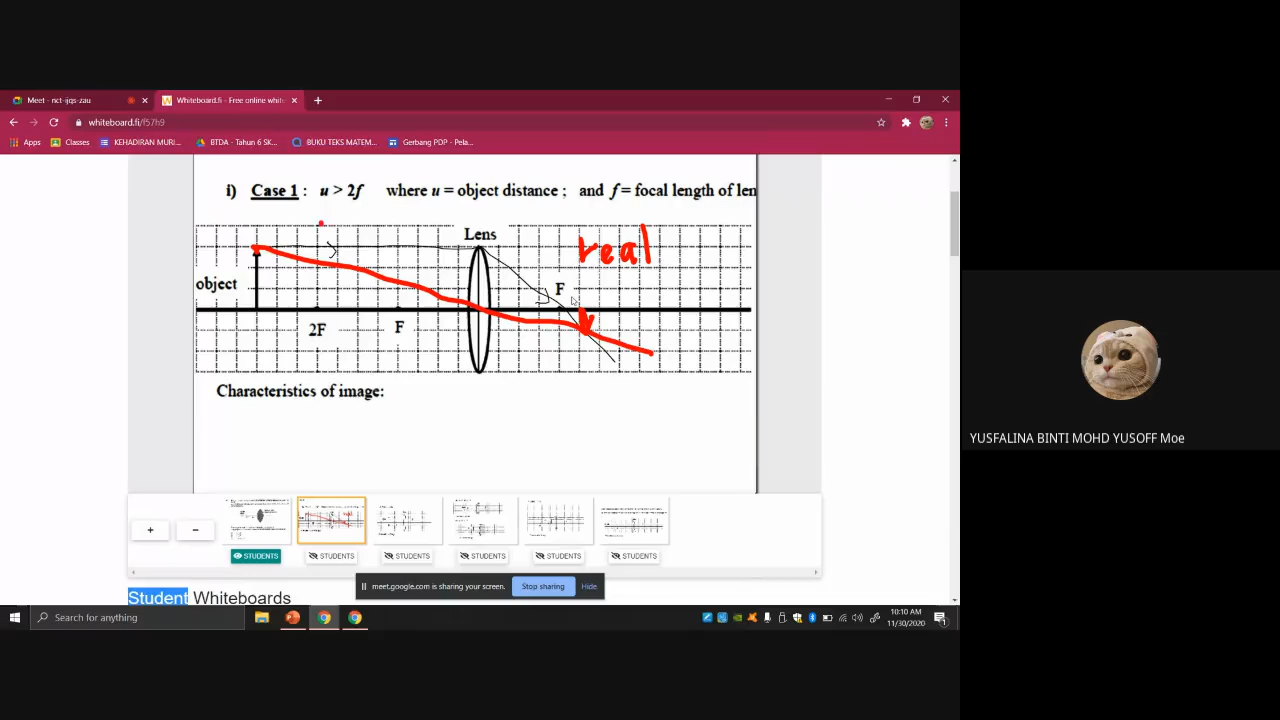 Meet - nct-ijqs-zau
Whiteboard.fi - Free online whit
whiteboard.fi/f57h9
Apps Classes KEHADIRAN MURI... BTDA - Tahun 6 SK... BUKU TEKS MATEM... Gerbang PDP - Pela...
i) Case 1 : u > 2f where u = object distance ; and f = focal length of len
Lens
real
object
F
2F F
Characteristics of image:
+ -
STUDENTS STUDENTS STUDENTS STUDENTS STUDENTS STUDENTS
meet.google.com is sharing your screen. Stop sharing Hide
Student Whiteboards
Search for anything
10:10 AM
11/30/2020
YUSFALINA BINTI MOHD YUSOFF Moe